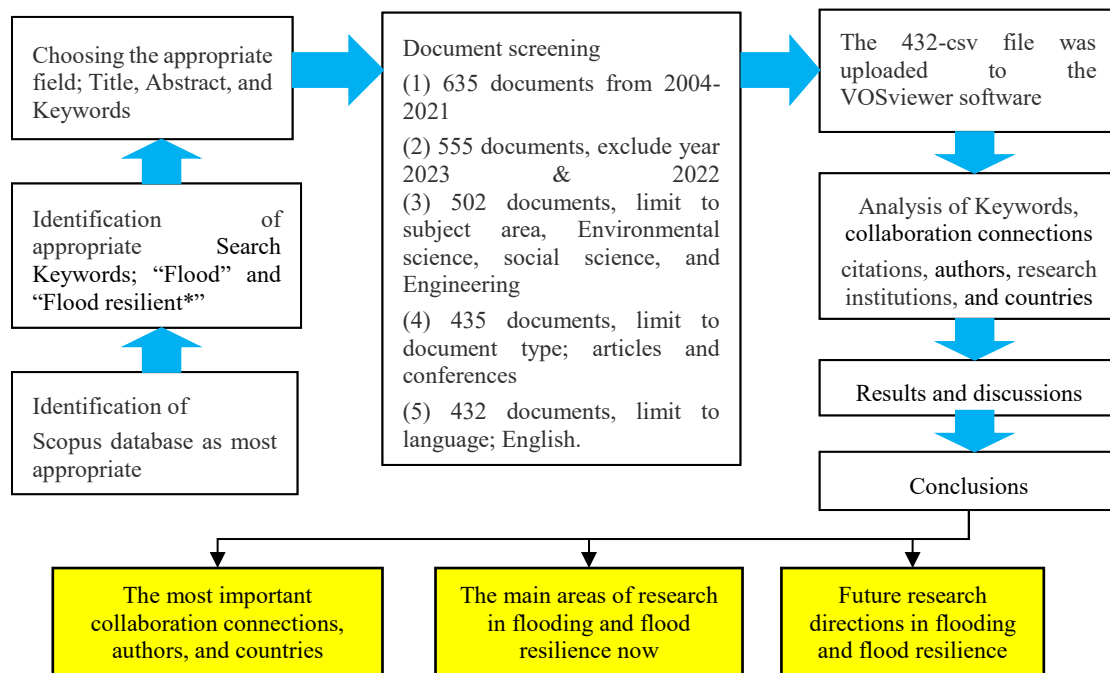 Choosing the appropriate
field; Title, Abstract, and
Keywords
Identification of
appropriate Search
Keywords; “Flood” and
“Flood resilient*”
Identification of
Scopus database as most
appropriate
Document screening
(1) 635 documents from 2004-
2021
(2) 555 documents, exclude year
2023 & 2022
(3) 502 documents, limit to
subject area, Environmental
science, social science, and
Engineering
(4) 435 documents, limit to
document type; articles and
conferences
(5) 432 documents, limit to
language; English.
The 432-csv file was
uploaded to the
VOSviewer software
Analysis of Keywords,
collaboration connections
citations, authors, research
institutions, and countries
Results and discussions
Conclusions
The most important
collaboration connections,
authors, and countries
The main areas of research
in flooding and flood
resilience now
Future research
directions in flooding
and flood resilience